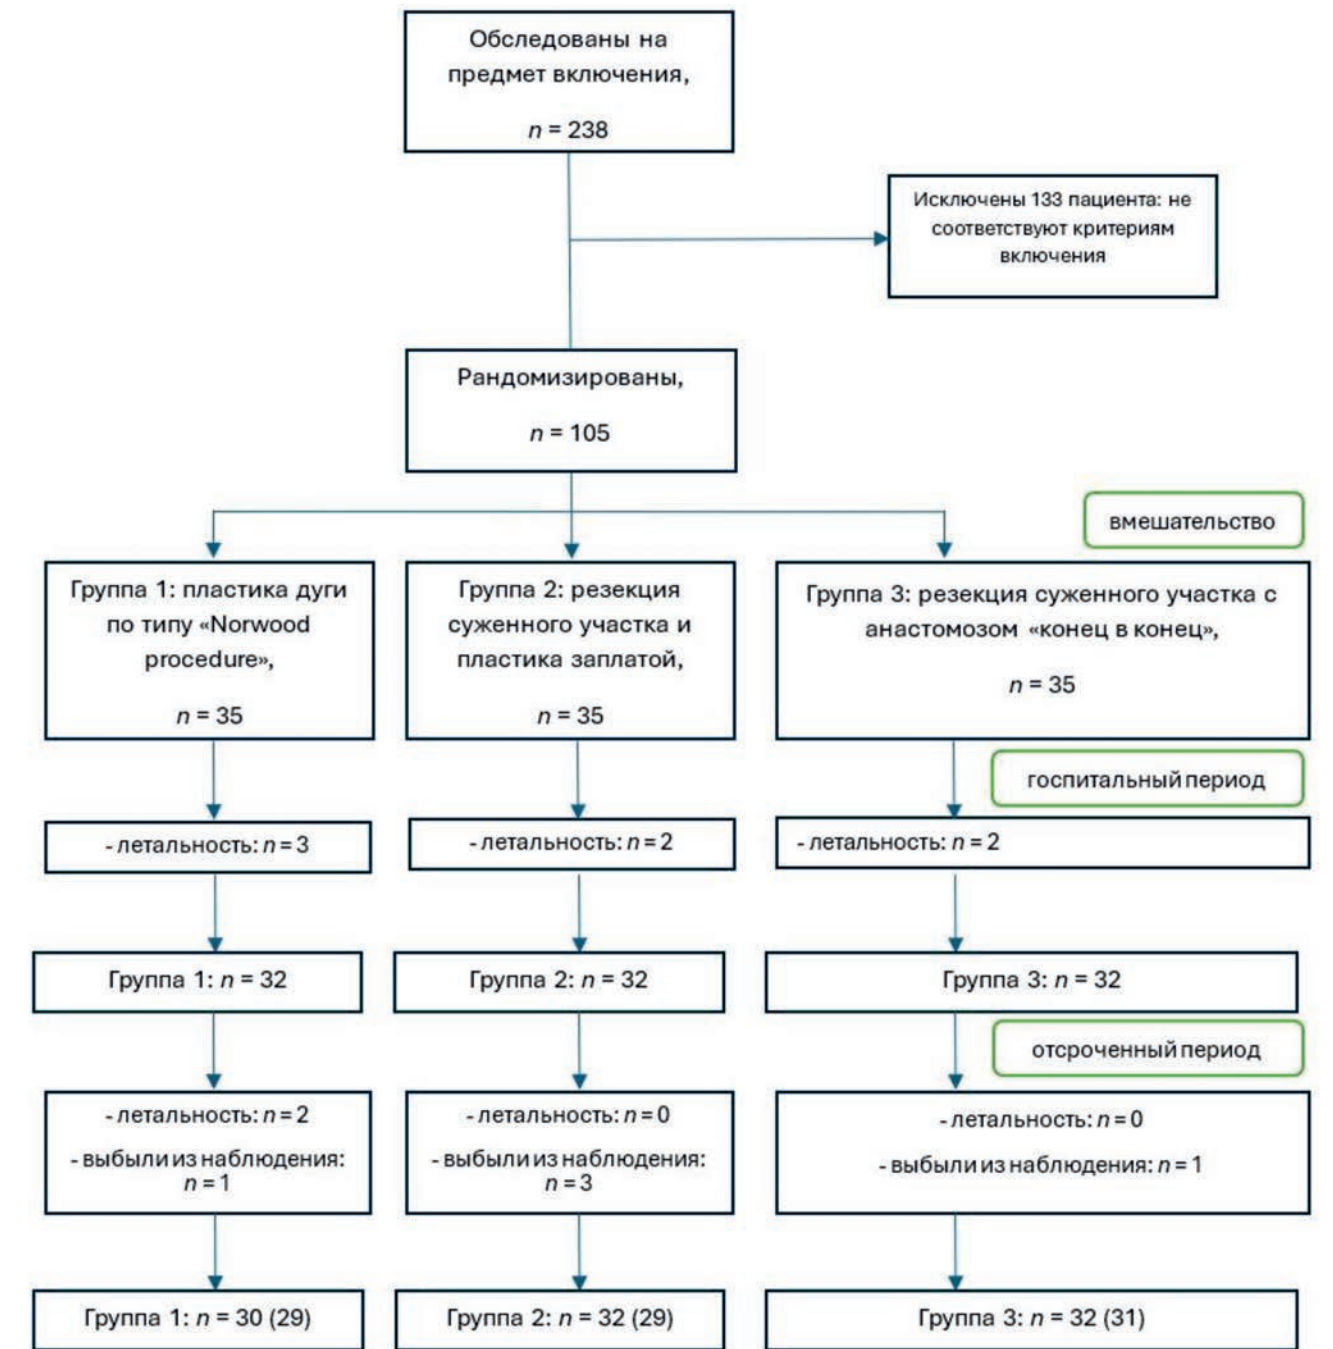 Обследованы на
предмет включения,
n = 238
Исключены 133 пациента: не
соответствуют критериям
включения
Рандомизированы,
n = 105
вмешательство
Группа 1: пластика дуги
по типу «Norwood
procedure»,
n = 35
Группа 2: резекция
суженного участка и
пластика заплатой,
n = 35
Группа 3: резекция суженного участка с
анастомозом «конец в конец»,
n = 35
госпитальный период
- летальность: n = 3
- летальность: n = 2
- летальность: n = 2
Группа 1: n = 32
Группа 2: n = 32
Группа 3: n = 32
отсроченный период
- летальность: n = 2
- выбыли из наблюдения:
n = 1
- летальность: n = 0
- выбыли из наблюдения:
n = 3
- летальность: n = 0
- выбыли из наблюдения: n = 1
Группа 1: n = 30 (29)
Группа 2: n = 32 (29)
Группа 3: n = 32 (31)